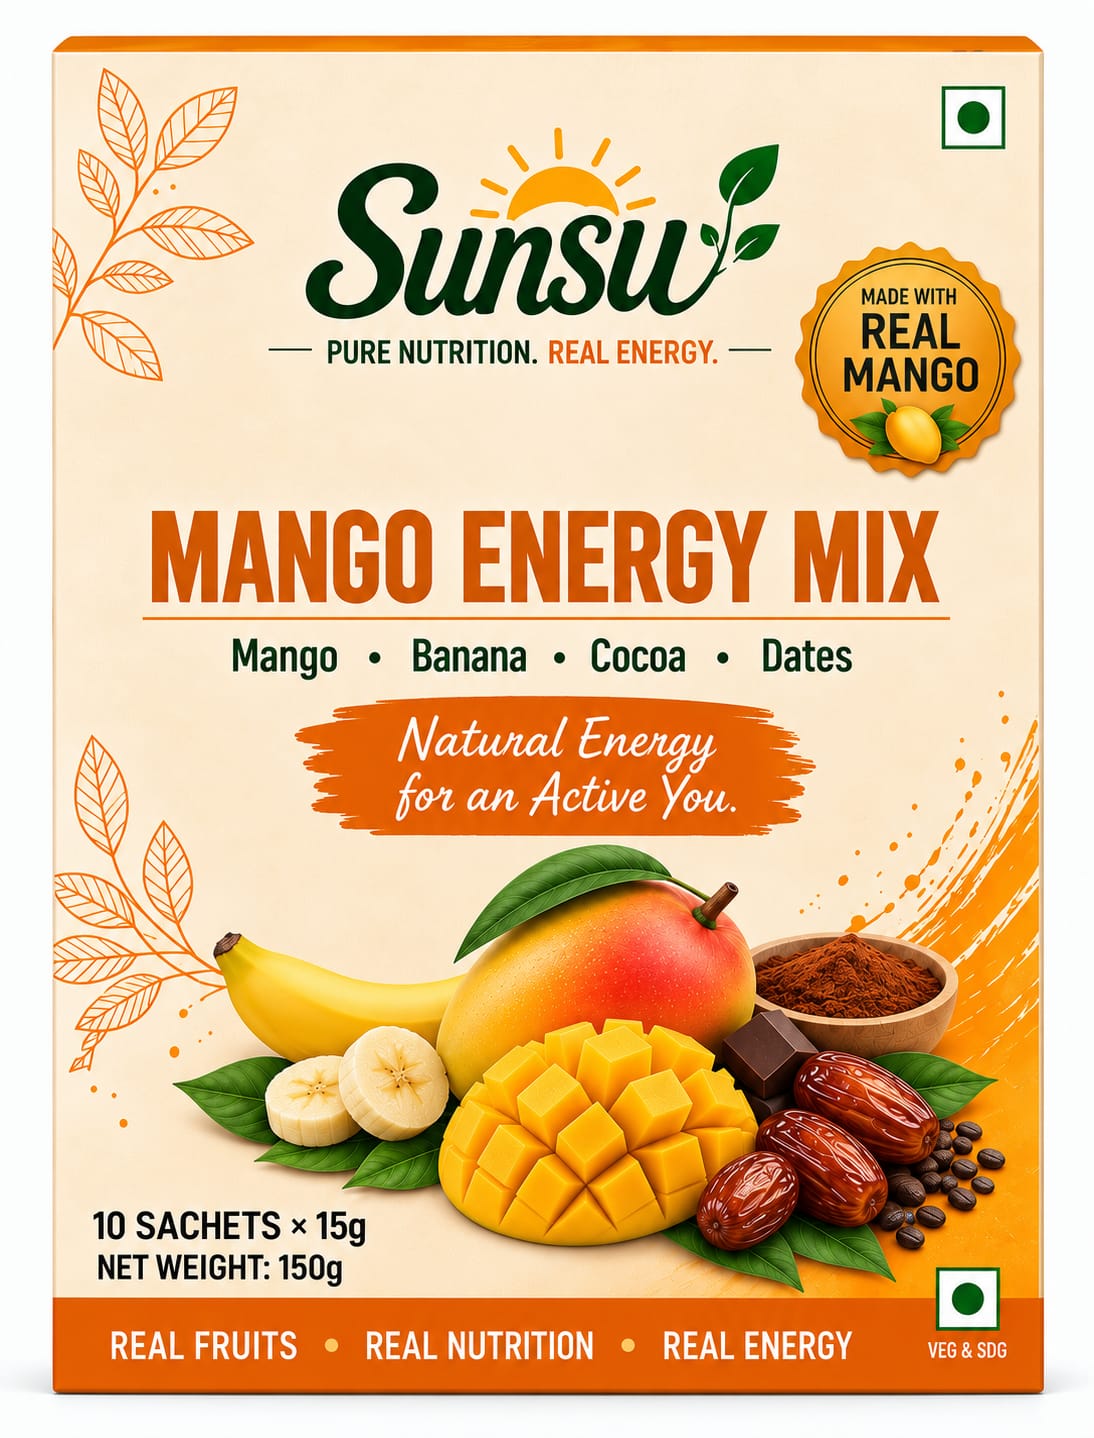 Sunsu
PURE NUTRITION. REAL ENERGY.
MADE WITH
REAL
MANGO
MANGO ENERGY MIX
Mango • Banana • Cocoa • Dates
Natural Energy
for an Active You.
10 SACHETS × 15g
NET WEIGHT: 150g
REAL FRUITS • REAL NUTRITION • REAL ENERGY
VEG & SDG